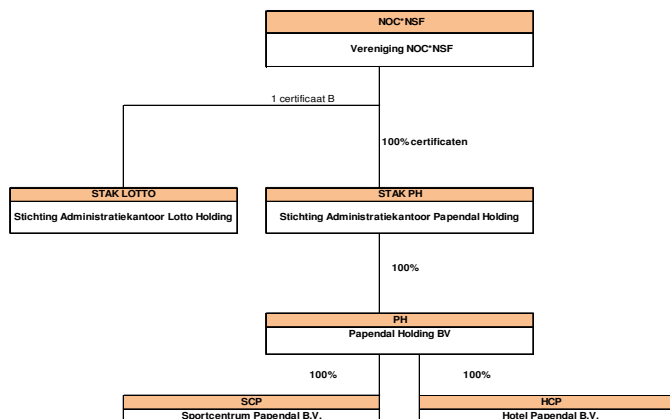 NOC*NSF
Vereniging NOC*NSF
1 certificaat B
100% certificaten
STAK LOTTO
Stichting Administratiekantoor Lotto Holding
STAK PH
Stichting Administratiekantoor Papendal Holding
100%
PH
Papendal Holding BV
100%
100%
SCP
Sportcentrum Papendal B.V.
HCP
Hotel Papendal B.V.